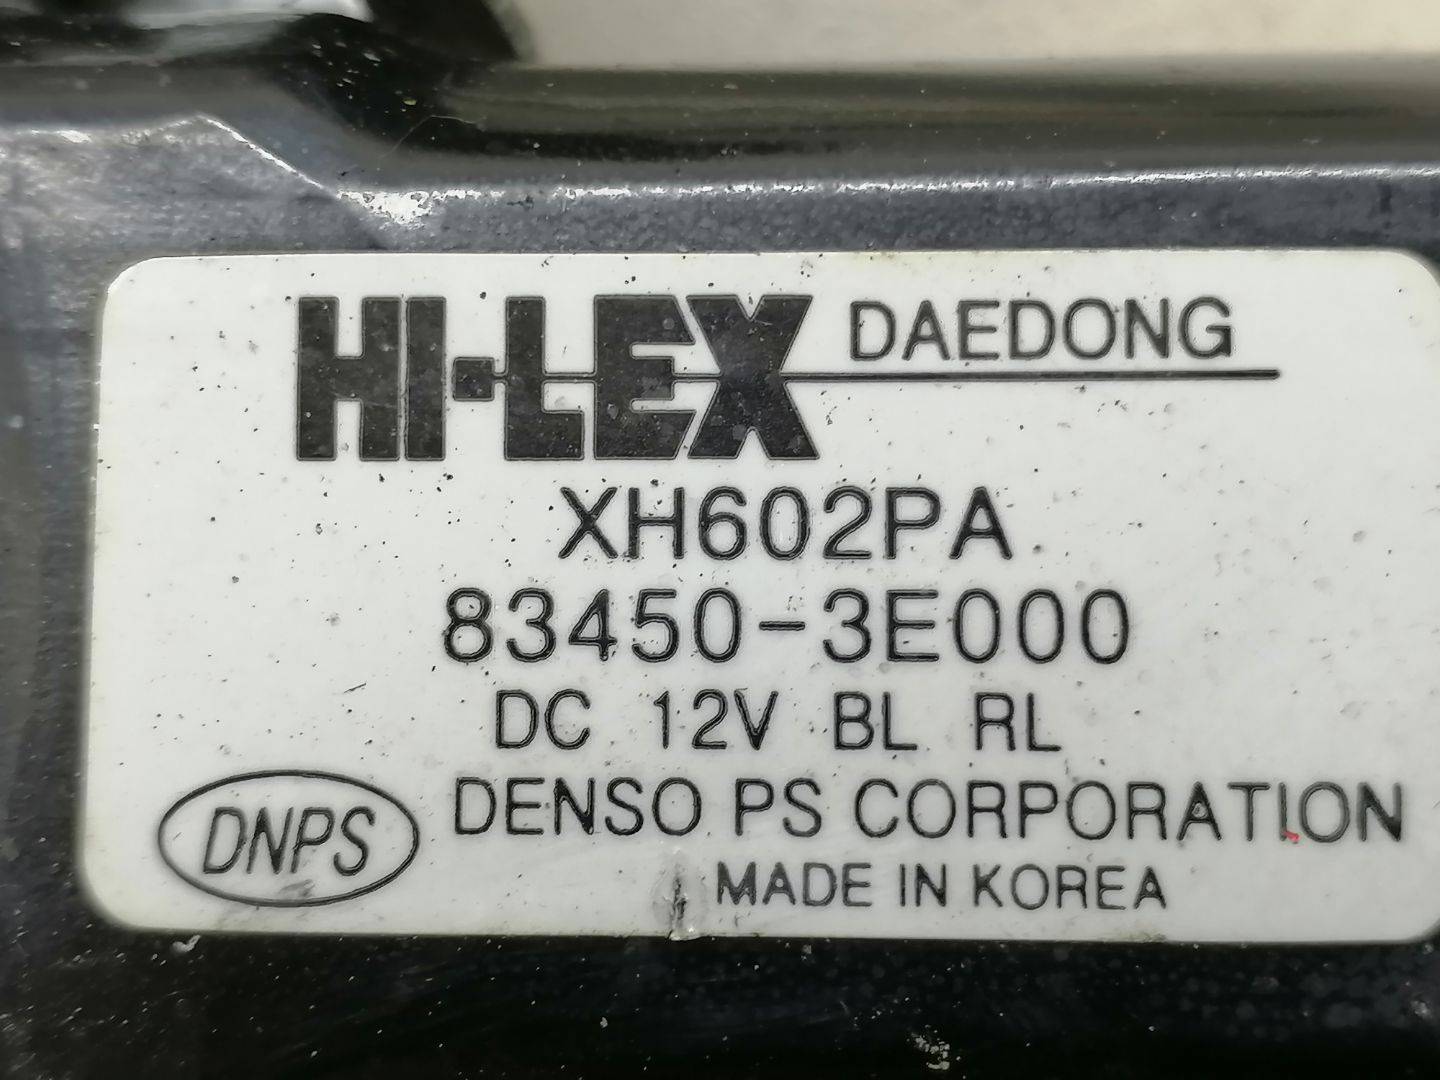 HI-LEX DAEDONG
XH602PA
83450-3E000
DC 12V BL RL
DNPS DENSO PS CORPORATION
MADE IN KOREA